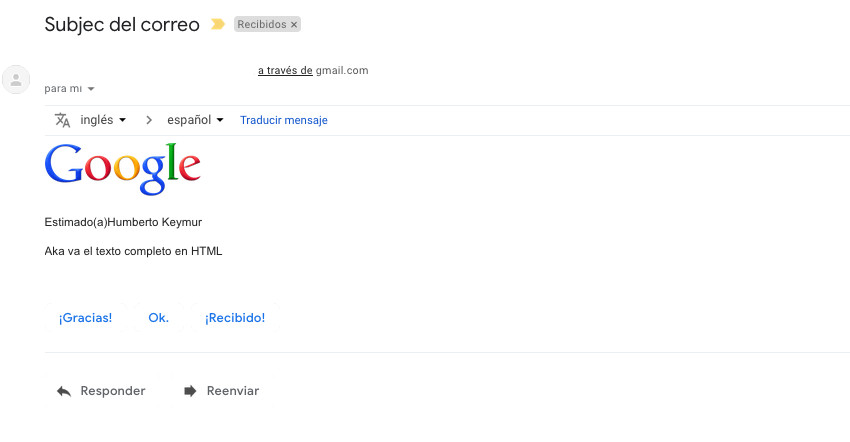 Subjec del correo
Recibidos ×
a través de gmail.com
para mi
inglés > español Traducir mensaje
Google
Estimado(a)Humberto Keymur
Aka va el texto completo en HTML
¡Gracias! Ok. ¡Recibido!
Responder Reenviar